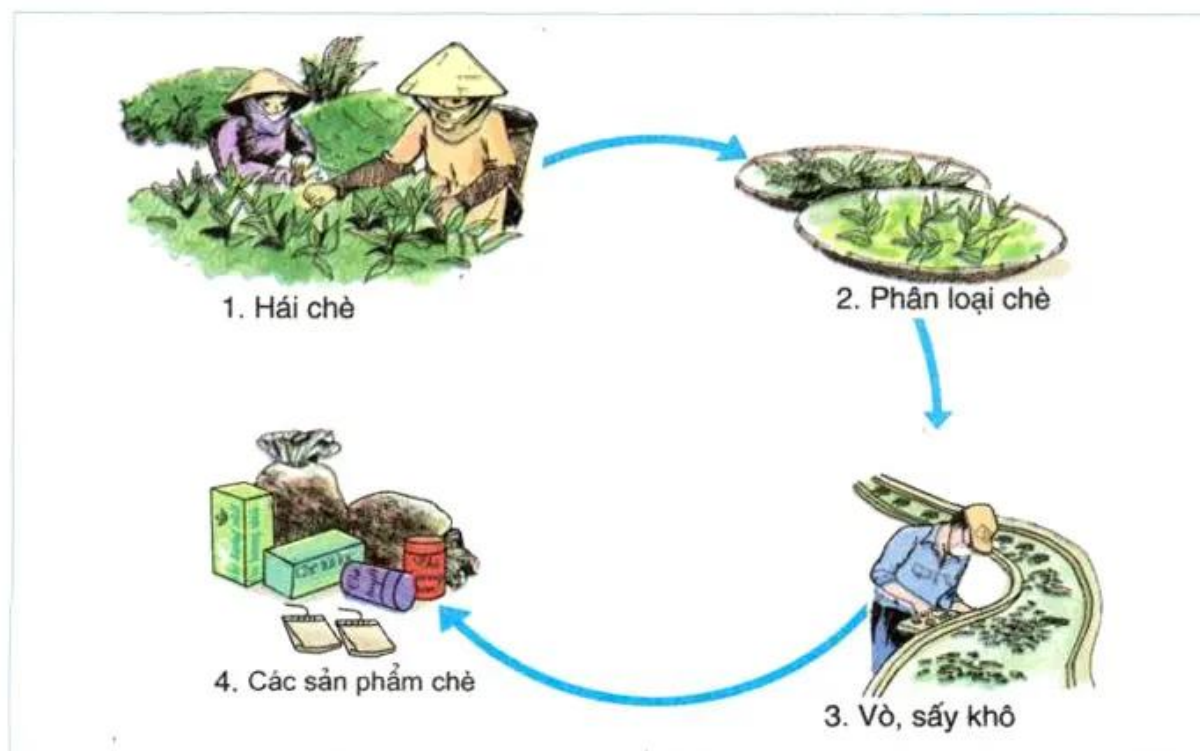 1. Hái chè
2. Phân loại chè
3. Vò, sấy khô
4. Các sản phẩm chè